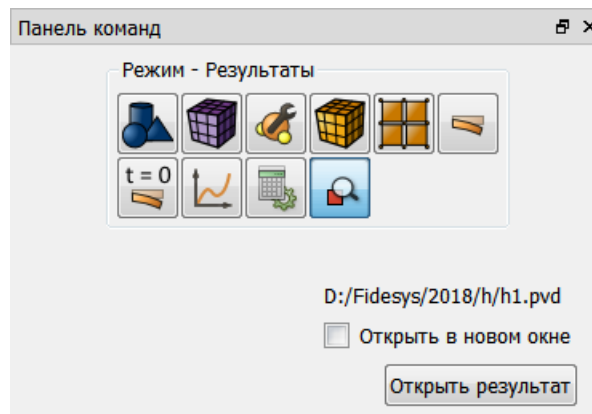 Панель команд
Режим - Результаты
t = 0
D:/Fidesys/2018/h/h1.pvd
Открыть в новом окне
Открыть результат